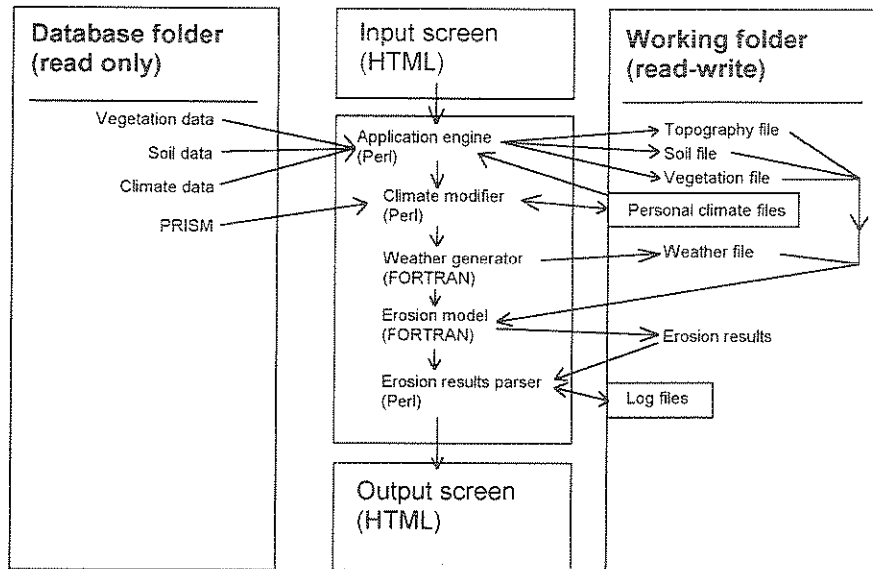 Database folder
(read only)
Vegetation data
Soil data
Climate data
PRISM
Input screen
(HTML)
Application engine
(Perl)
Climate modifier
(Perl)
Weather generator
(FORTRAN)
Erosion model
(FORTRAN)
Erosion results parser
(Perl)
Output screen
(HTML)
Working folder
(read-write)
Topography file
Soil file
Vegetation file
Personal climate files
Weather file
Erosion results
Log files